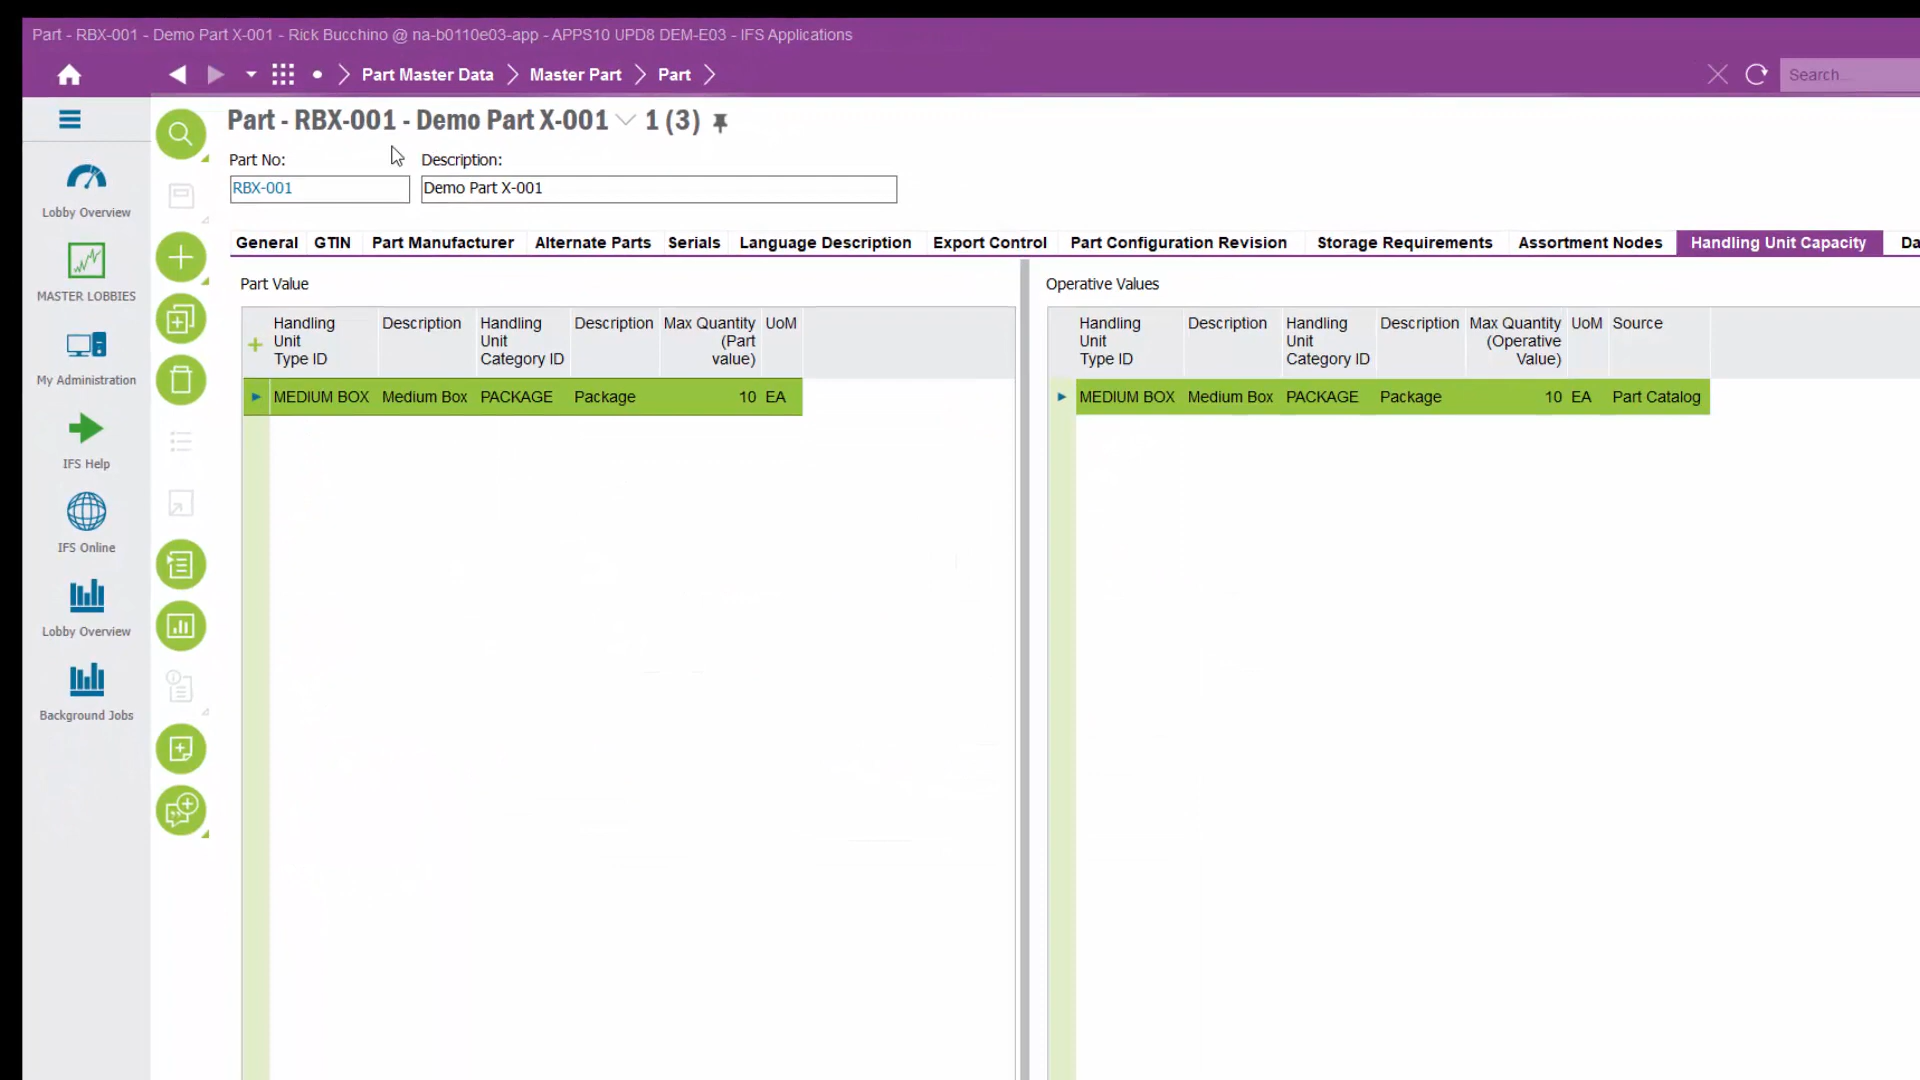 Part - RBX-001 - Demo Part X-001 - Rick Bucchino @ na-b0110e03-app - APPS10 UPD8 DEM-E03 - IFS Applications
Part Master Data
Master Part
Part
Search...
Part - RBX-001 - Demo Part X-001 1 (3)
Part No:
Description:
RBX-001
Demo Part X-001
General GTIN Part Manufacturer Alternate Parts Serials Language Description Export Control Part Configuration Revision Storage Requirements Assortment Nodes Handling Unit Capacity Da
Lobby Overview
MASTER LOBBIES
My Administration
IFS Help
IFS Online
Lobby Overview
Background Jobs
Part Value
Handling Unit Type ID Description Handling Unit Category ID Description Max Quantity (Part value) UoM
MEDIUM BOX Medium Box PACKAGE Package 10 EA
Operative Values
Handling Unit Type ID Description Handling Unit Category ID Description Max Quantity (Operative Value) UoM Source
MEDIUM BOX Medium Box PACKAGE Package 10 EA Part Catalog